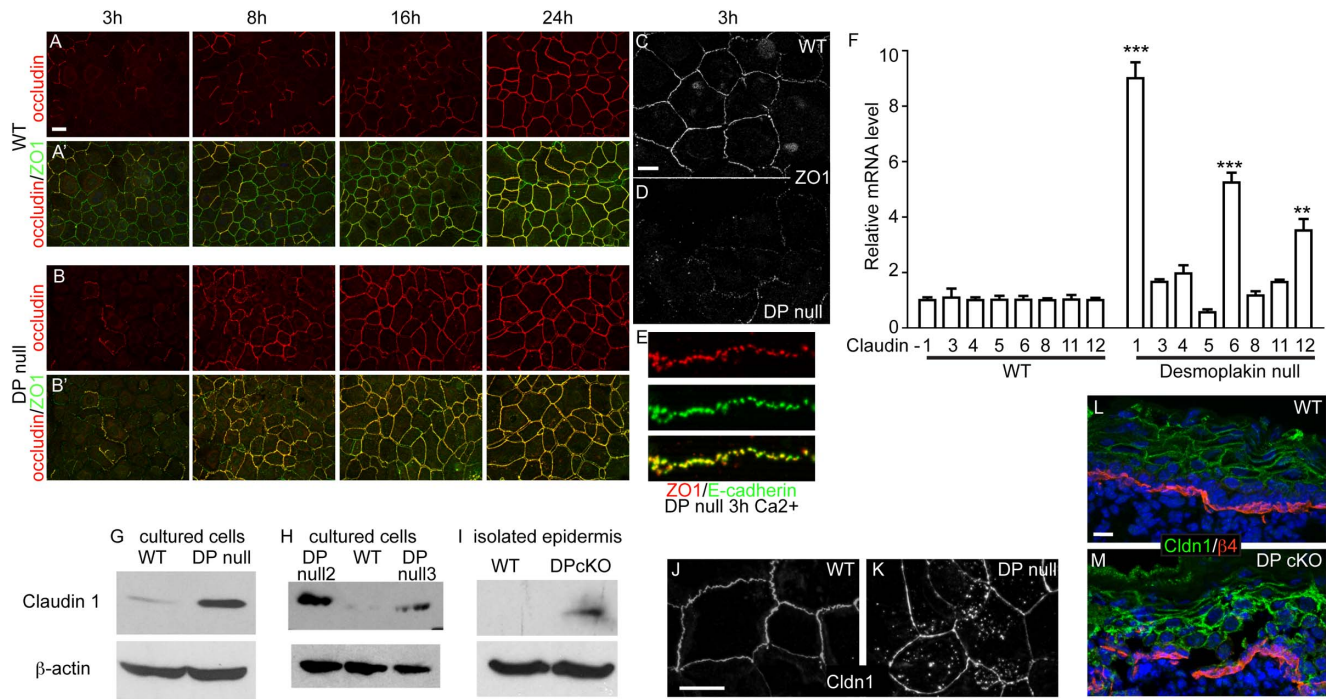 3h 8h 16h 24h 3h
A
occludin
WT
A'
occludin/ZO1
B
occludin
DP null
B'
occludin/ZO1
C WT
ZO1
D
DP null
E
ZO1/E-cadherin
DP null 3h Ca2+
F
Relative mRNA level
10
8
6
4
2
0
*** *** **
Claudin -1 3 4 5 6 8 11 12 1 3 4 5 6 8 11 12
WT Desmoplakin null
G cultured cells
WT DP null
H cultured cells
DP null2 WT DP null3
I isolated epidermis
WT DPcKO
Claudin 1
β-actin
J WT
K DP null
Cldn1
L WT
Cldn1/β4
M DP cKO